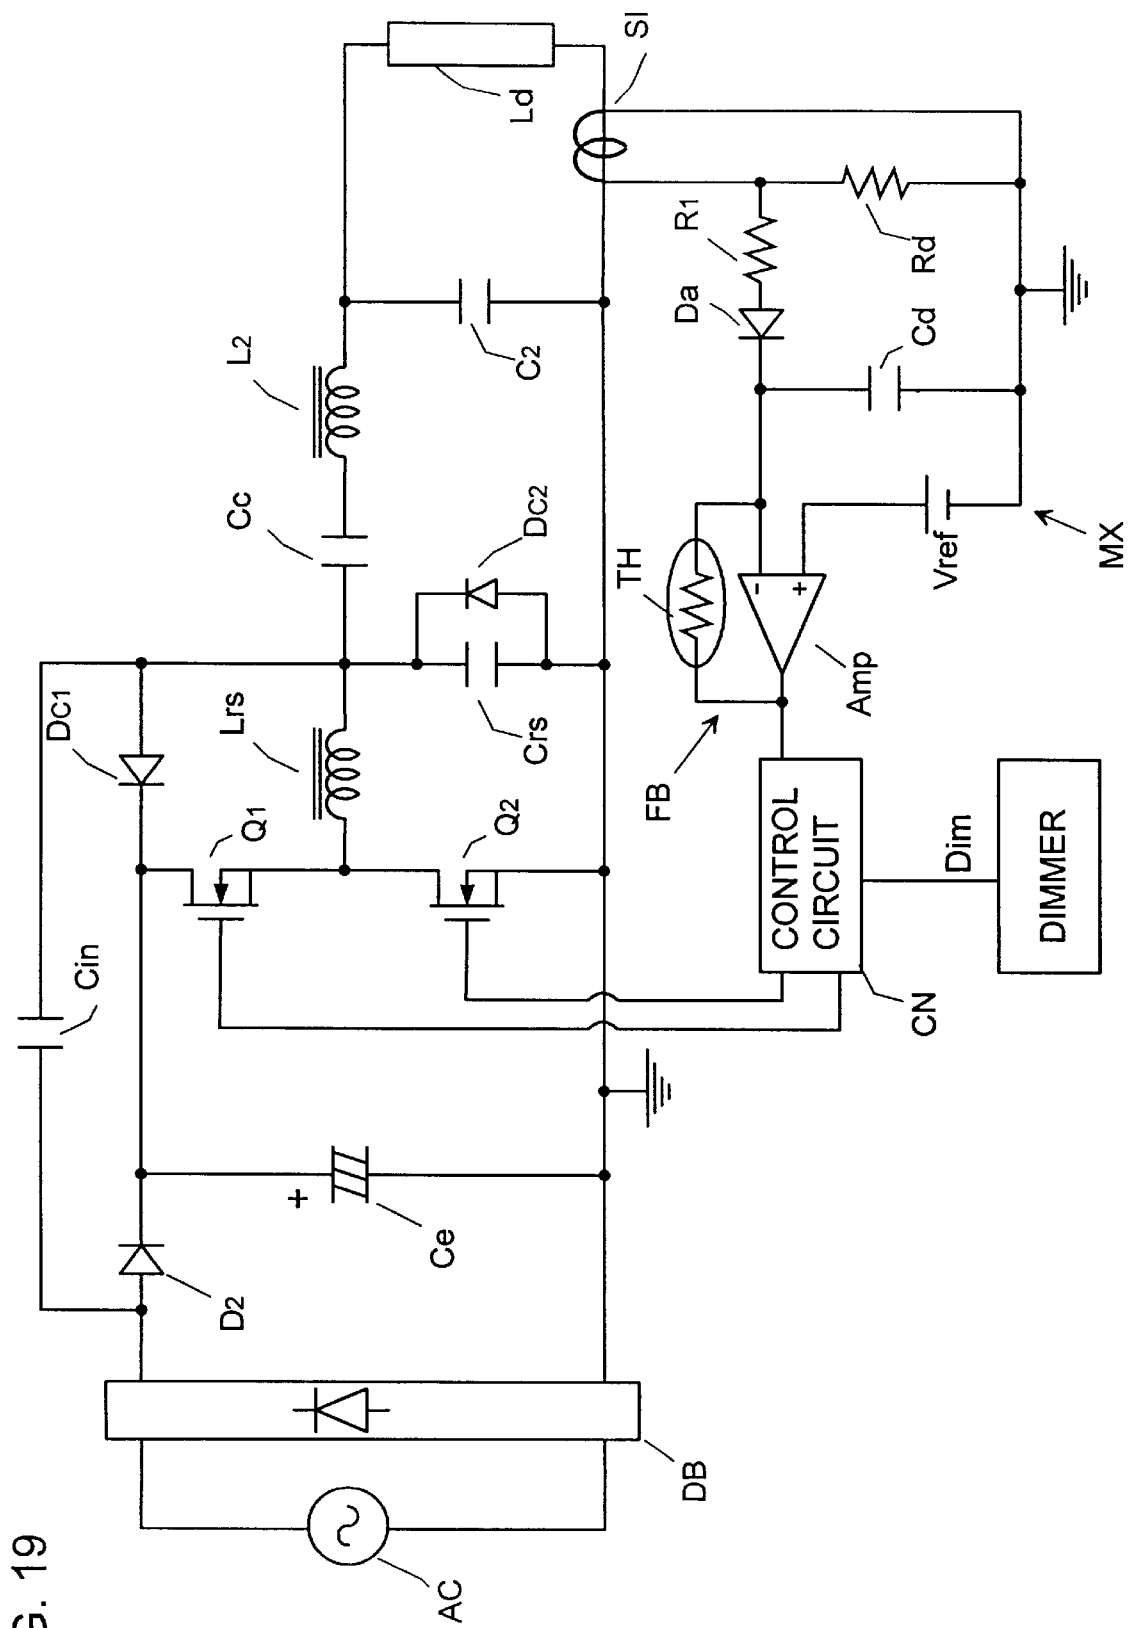 G. 19
AC
DB
D2
Ce
+
Cin
DC1
Q1
Q2
Lrs
Crs
DC2
Cc
L2
C2
Ld
SI
R1
Da
Rd
Cd
TH
FB
-
+
Amp
Vref
MX
CONTROL
CIRCUIT
CN
Dim
DIMMER